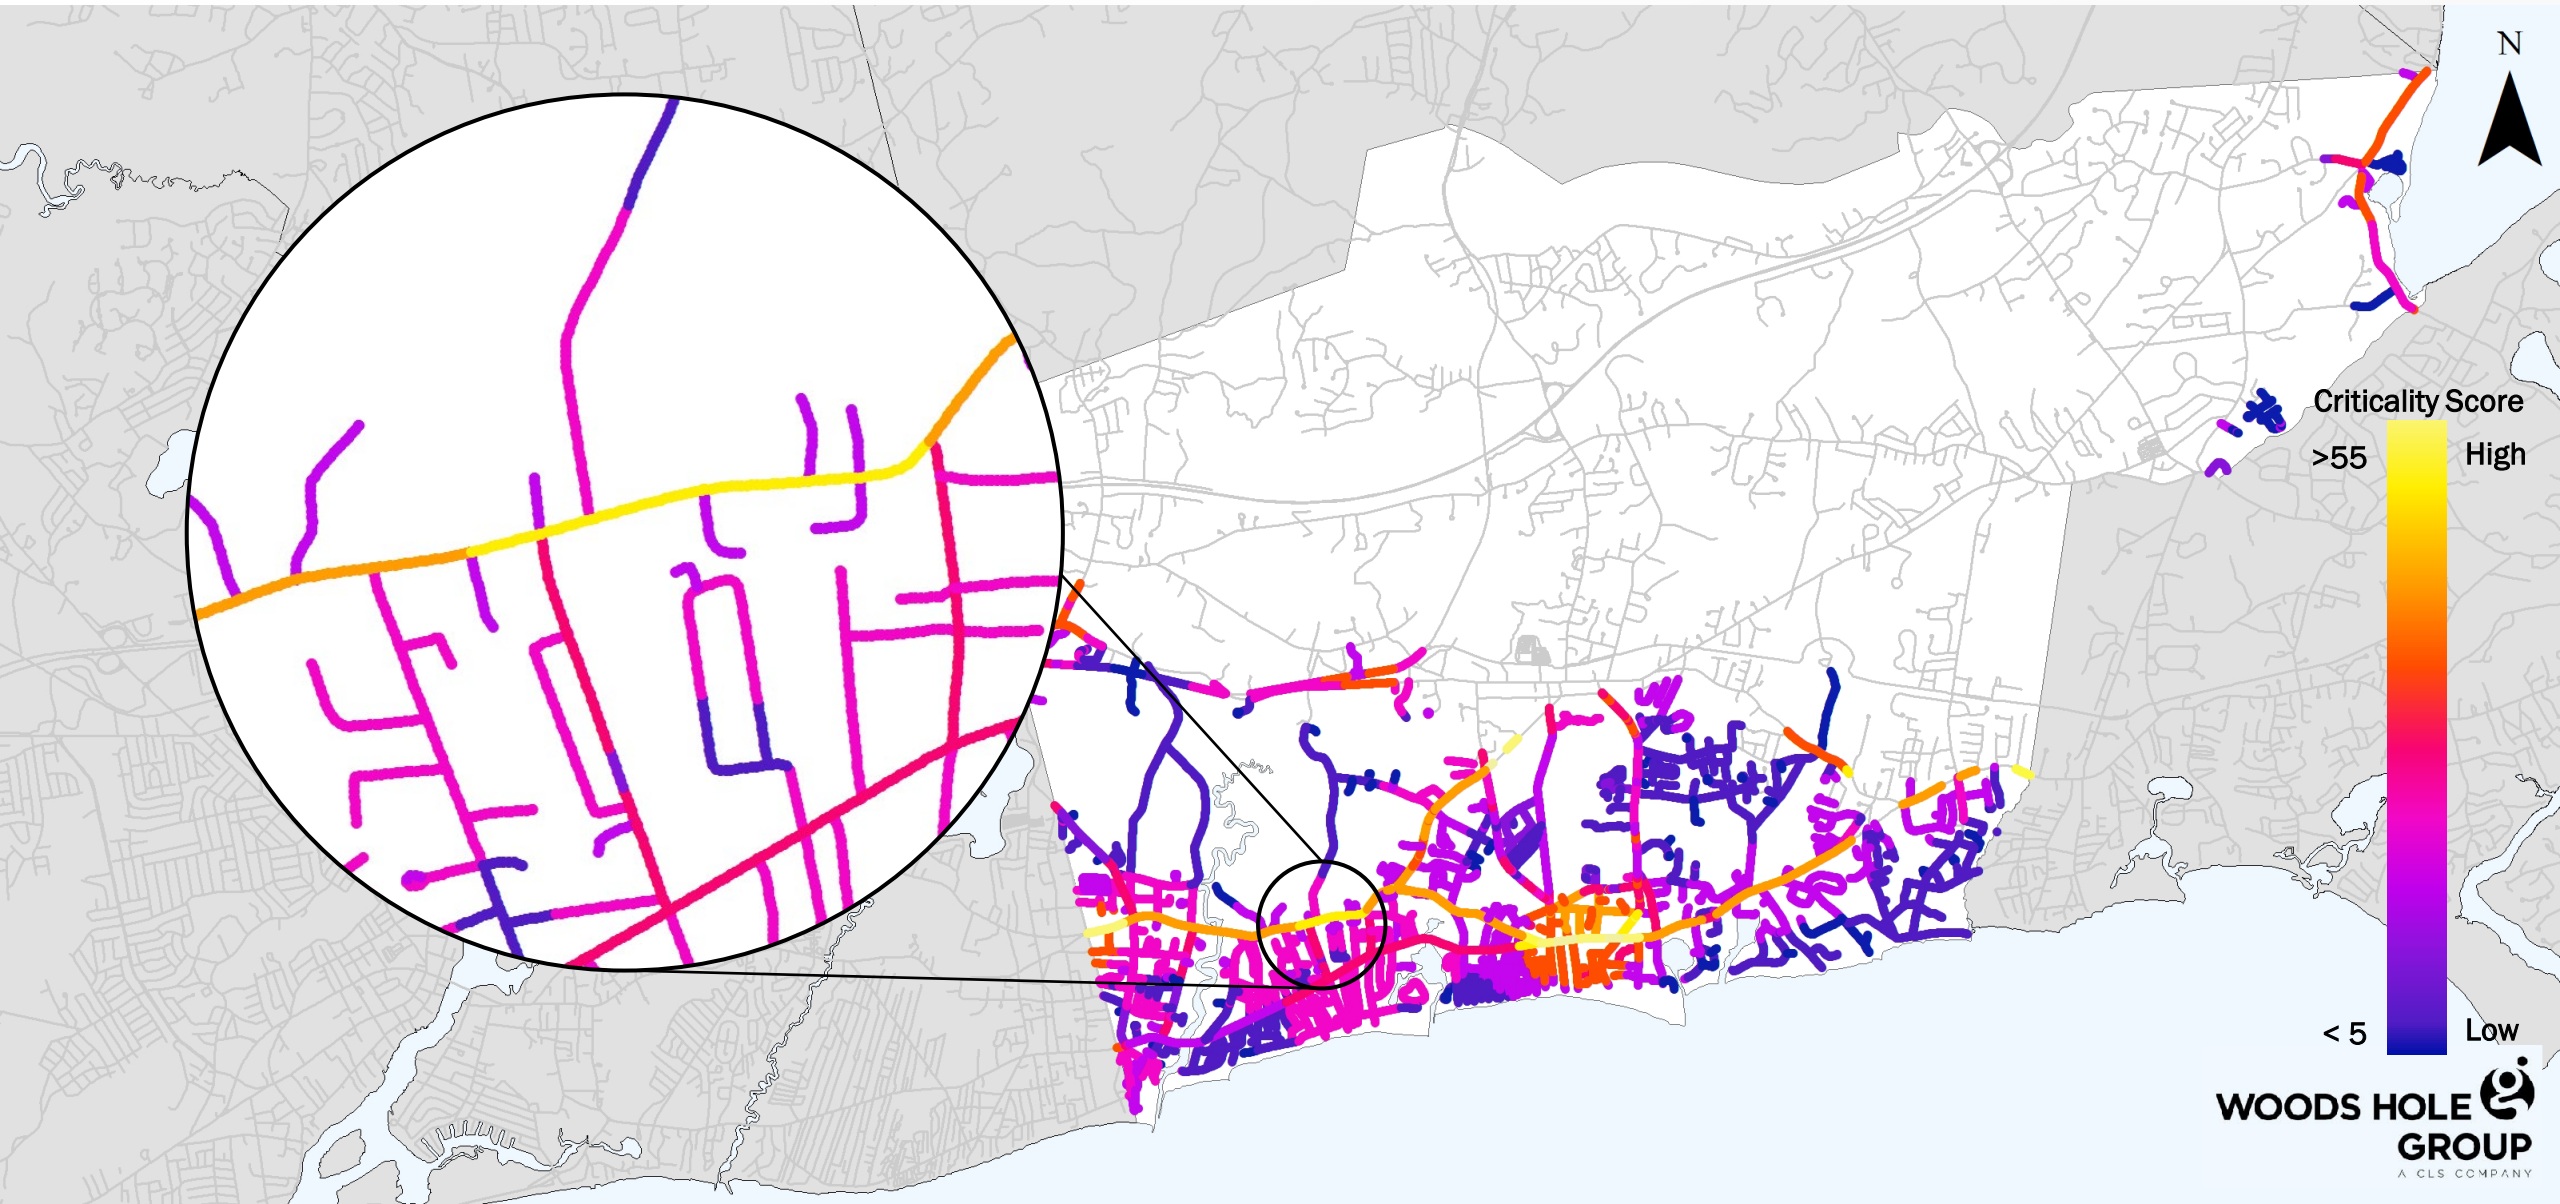 N
Criticality Score
>55
High
< 5
Low
WOODS HOLE
GROUP
A CLS COMPANY